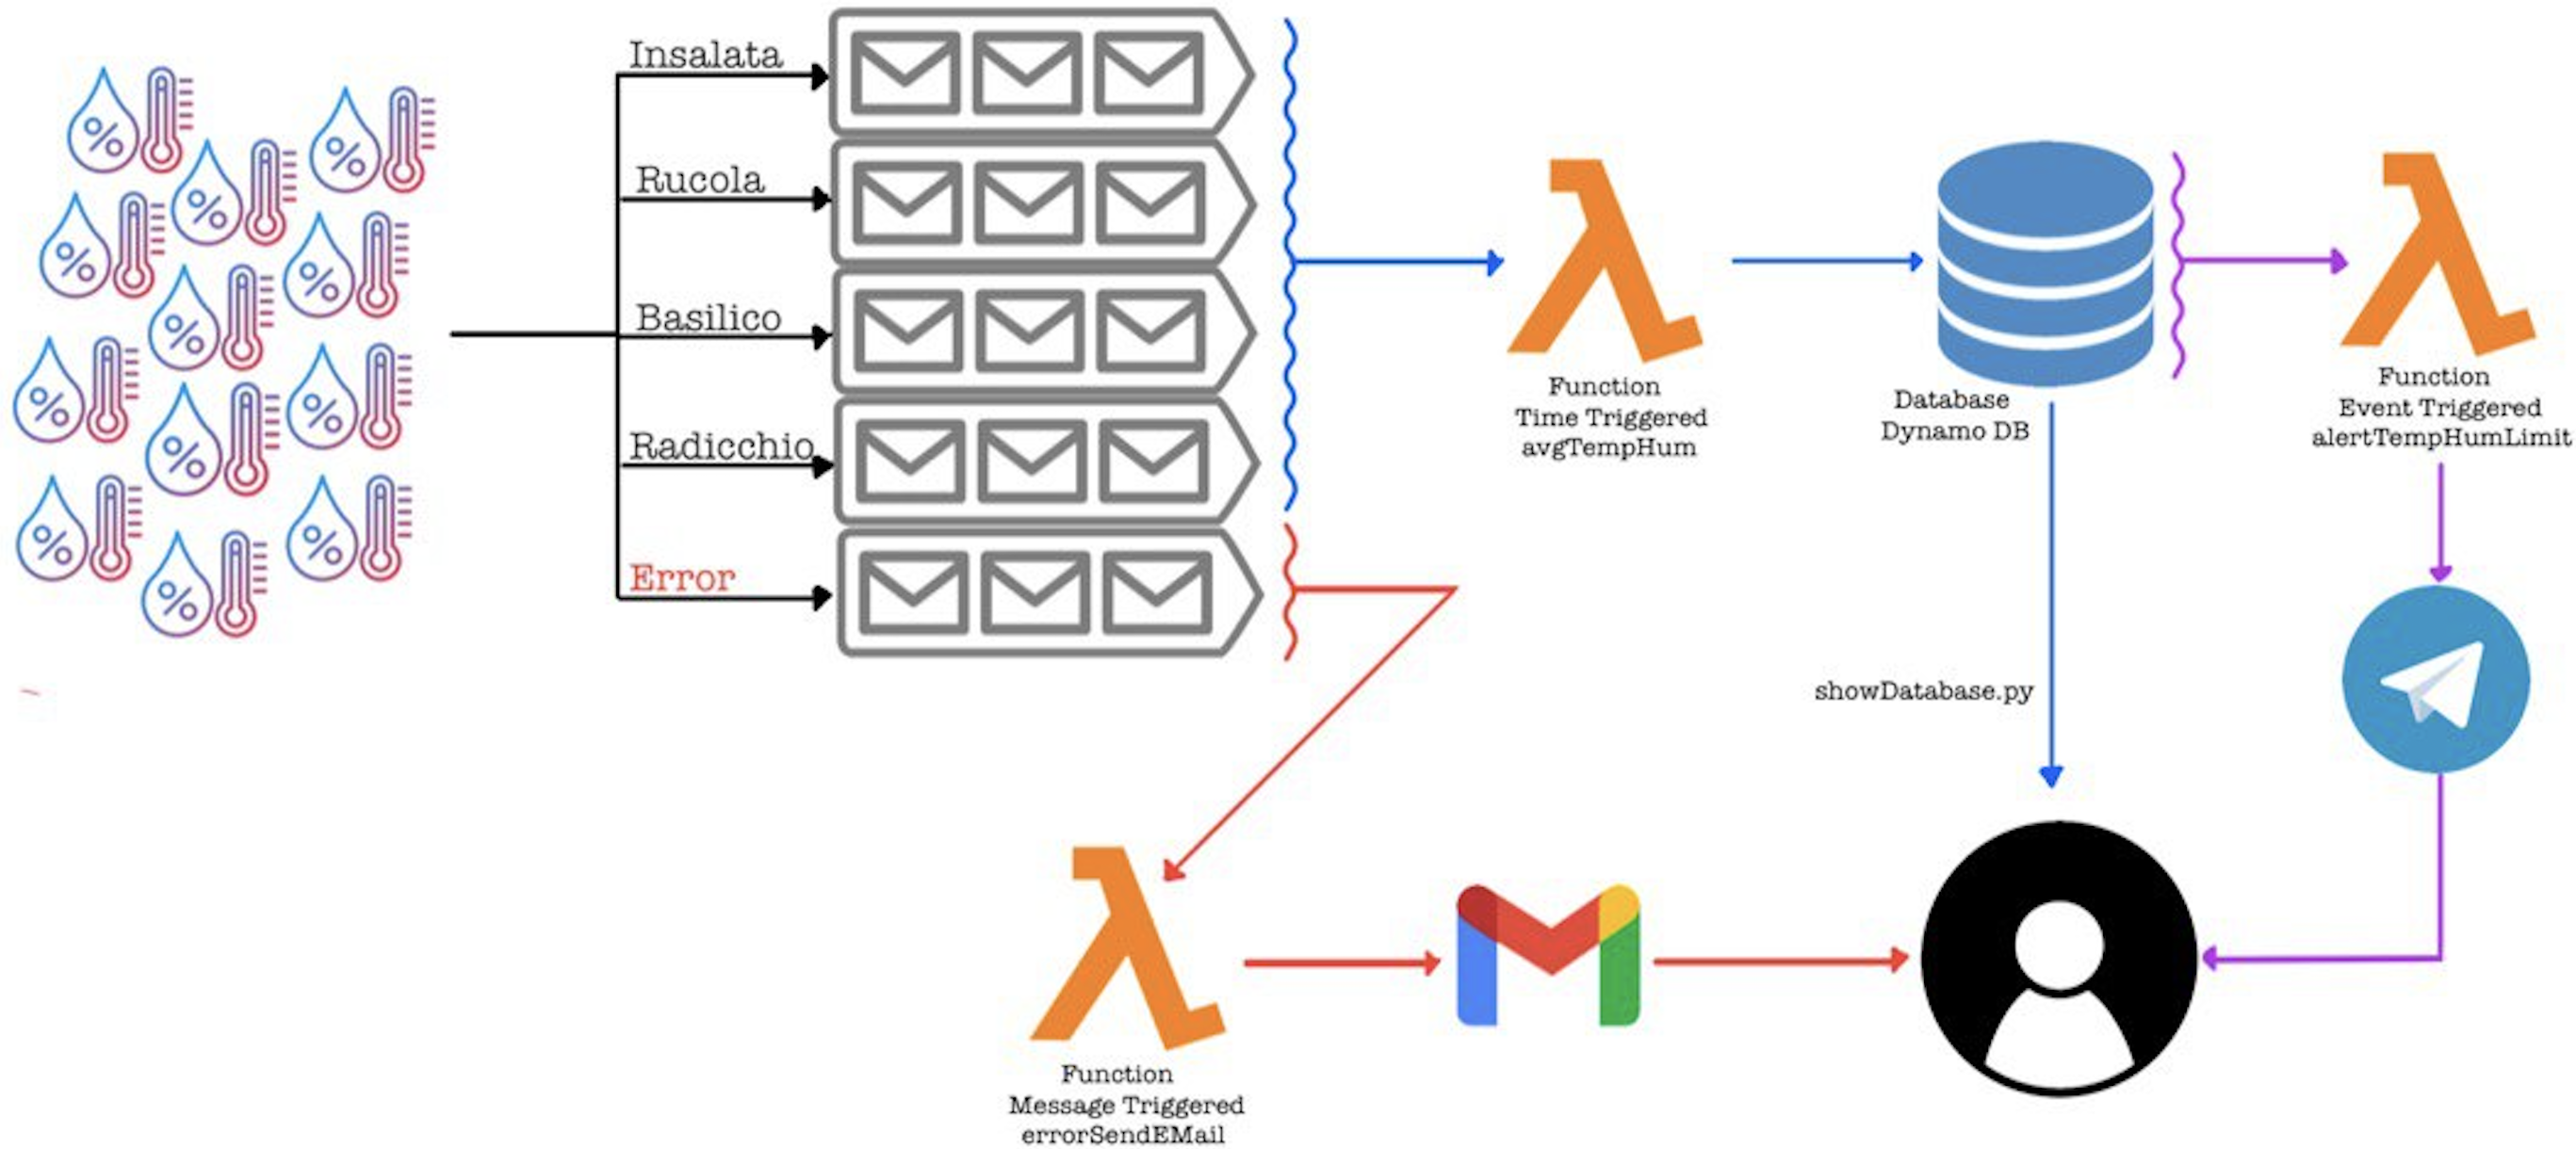 Insalata
Rucola
Basilico
Radicchio
Error
Function
Time Triggered
avgTempHum
Database
Dynamo DB
Function
Event Triggered
alertTempHumLimit
showDatabase.py
Function
Message Triggered
errorSendEMail